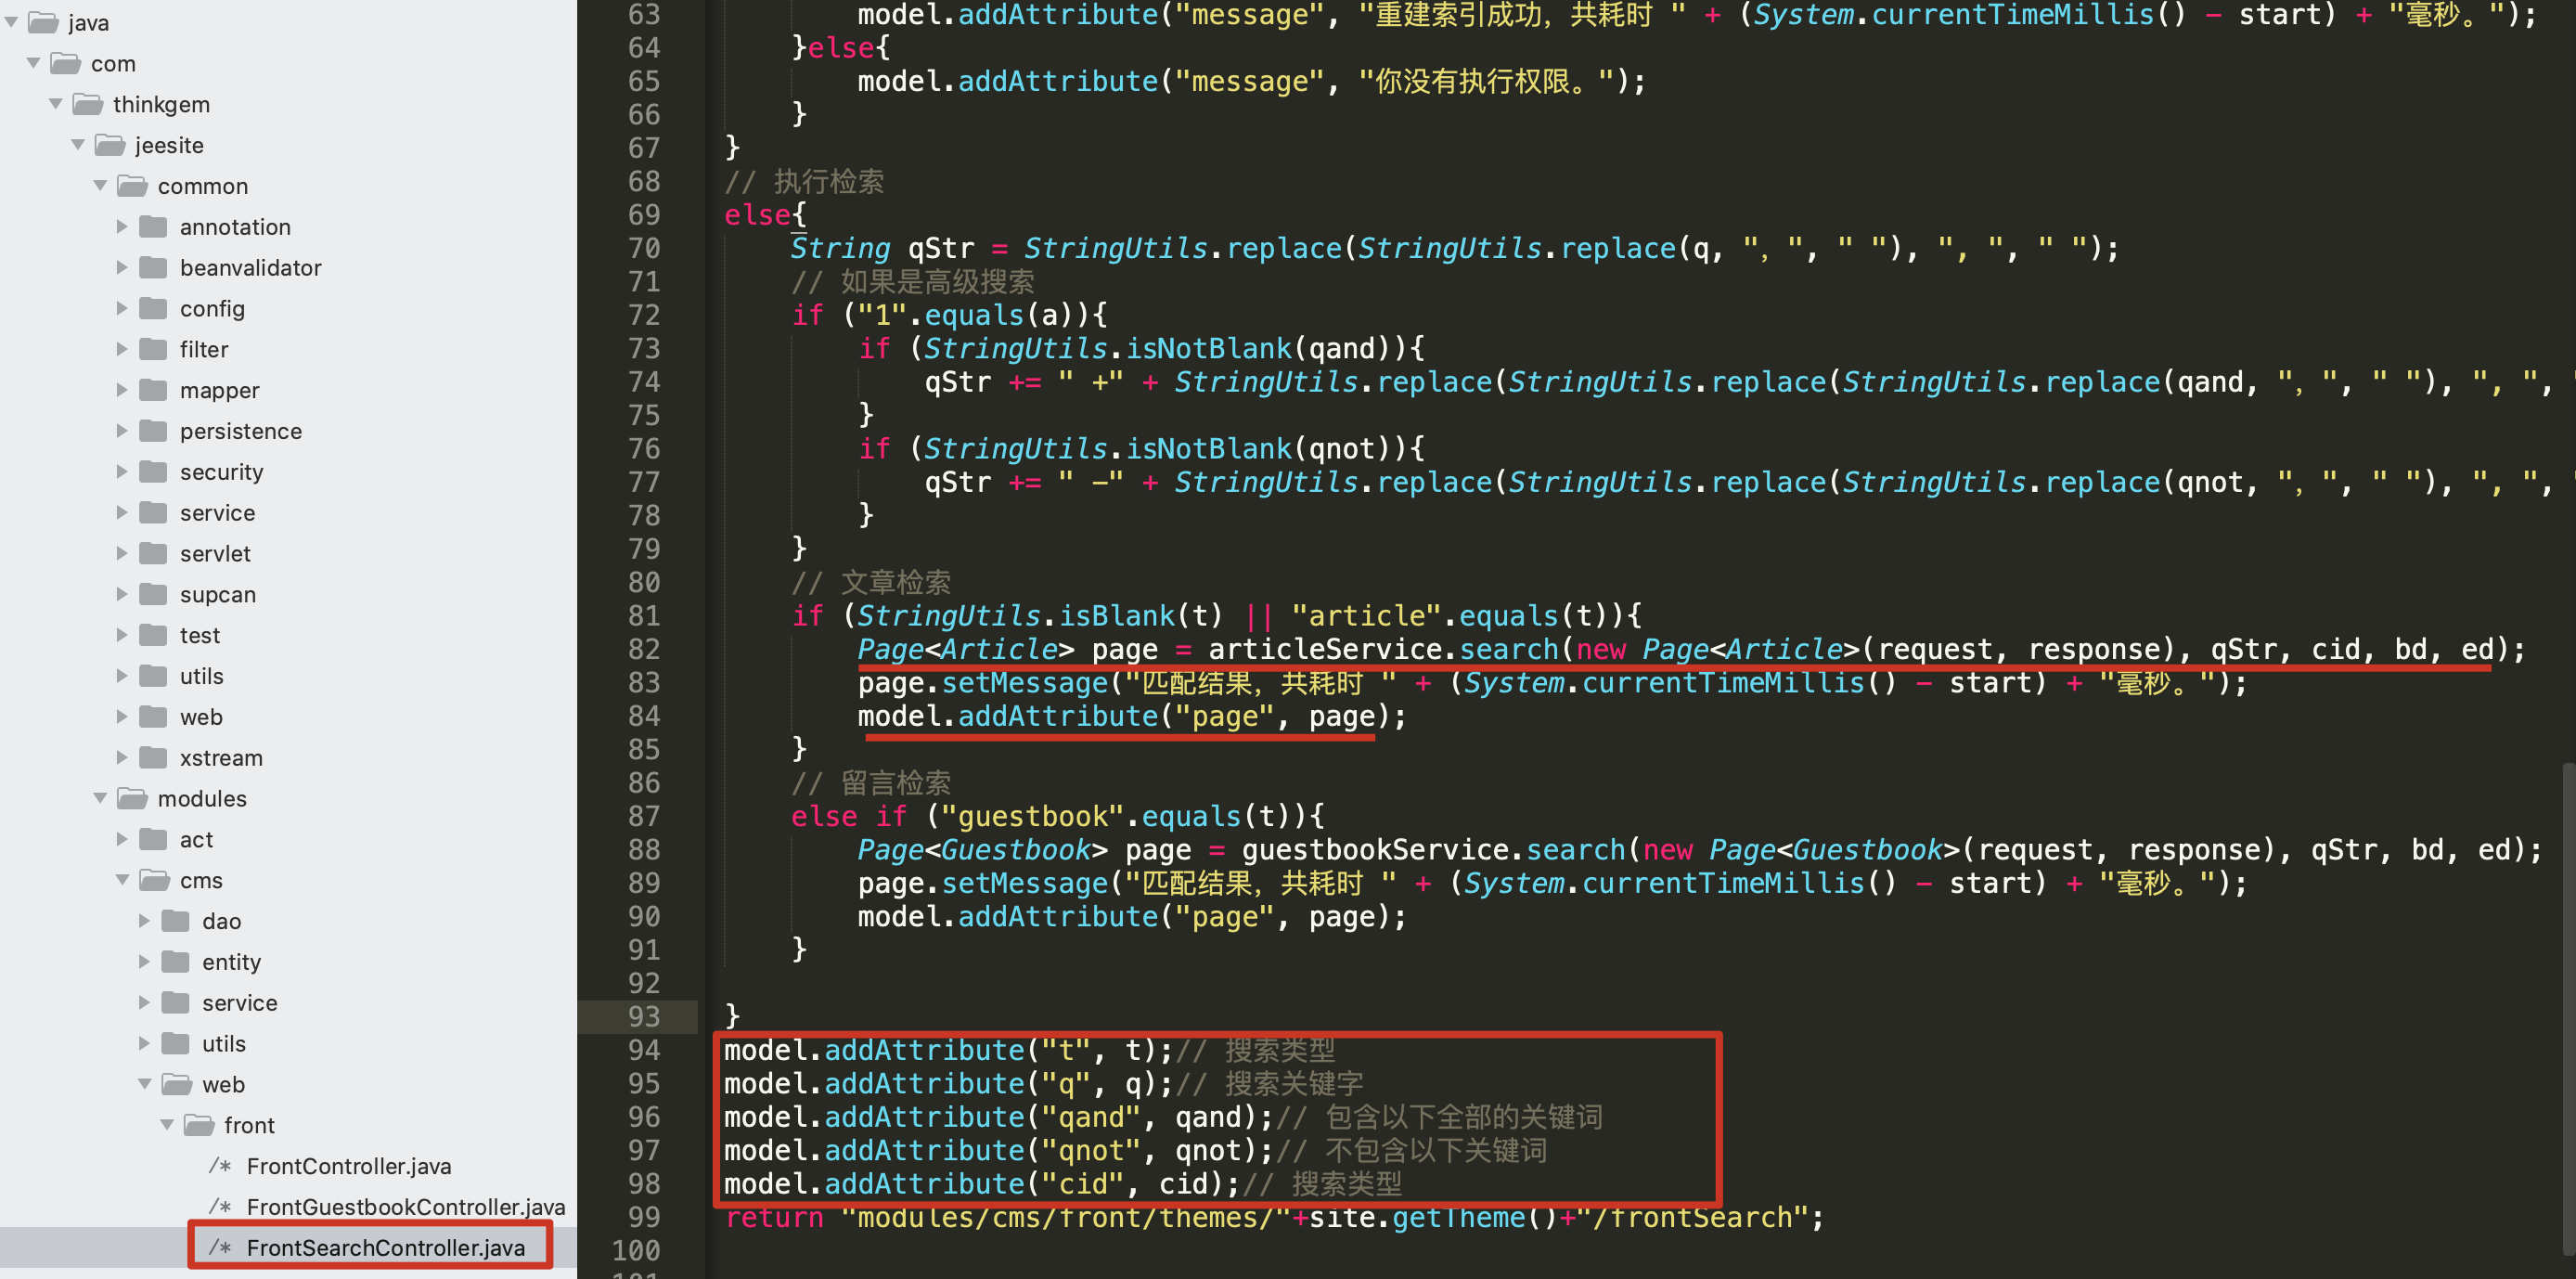 java
com
thinkgem
jeesite
common
annotation
beanvalidator
config
filter
mapper
persistence
security
service
servlet
supcan
test
utils
web
xstream
modules
act
cms
dao
entity
service
utils
web
front
/* FrontController.java
/* FrontGuestbookController.java
/* FrontSearchController.java
63 model.addAttribute("message", "重建索引成功，共耗时 " + (System.currentTimeMillis() - start) + "毫秒。");
64 }else{
65 model.addAttribute("message", "你没有执行权限。");
66 }
67 }
68 // 执行检索
69 else{
70 String qStr = StringUtils.replace(StringUtils.replace(q, "，", " "), ", ", " ");
71 // 如果是高级搜索
72 if ("1".equals(a)){
73 if (StringUtils.isNotBlank(qand)){
74 qStr += " +" + StringUtils.replace(StringUtils.replace(StringUtils.replace(qand, "，", " "), ", ",
75 }
76 if (StringUtils.isNotBlank(qnot)){
77 qStr += " -" + StringUtils.replace(StringUtils.replace(StringUtils.replace(qnot, "，", " "), ", ",
78 }
79 }
80 // 文章检索
81 if (StringUtils.isBlank(t) || "article".equals(t)){
82 Page<Article> page = articleService.search(new Page<Article>(request, response), qStr, cid, bd, ed);
83 page.setMessage("匹配结果，共耗时 " + (System.currentTimeMillis() - start) + "毫秒。");
84 model.addAttribute("page", page);
85 }
86 // 留言检索
87 else if ("guestbook".equals(t)){
88 Page<Guestbook> page = guestbookService.search(new Page<Guestbook>(request, response), qStr, bd, ed);
89 page.setMessage("匹配结果，共耗时 " + (System.currentTimeMillis() - start) + "毫秒。");
90 model.addAttribute("page", page);
91 }
92
93 }
94 model.addAttribute("t", t);// 搜索类型
95 model.addAttribute("q", q);// 搜索关键字
96 model.addAttribute("qand", qand);// 包含以下全部的关键词
97 model.addAttribute("qnot", qnot);// 不包含以下关键词
98 model.addAttribute("cid", cid);// 搜索类型
99 return "modules/cms/front/themes/"+site.getTheme()+"/frontSearch";
100